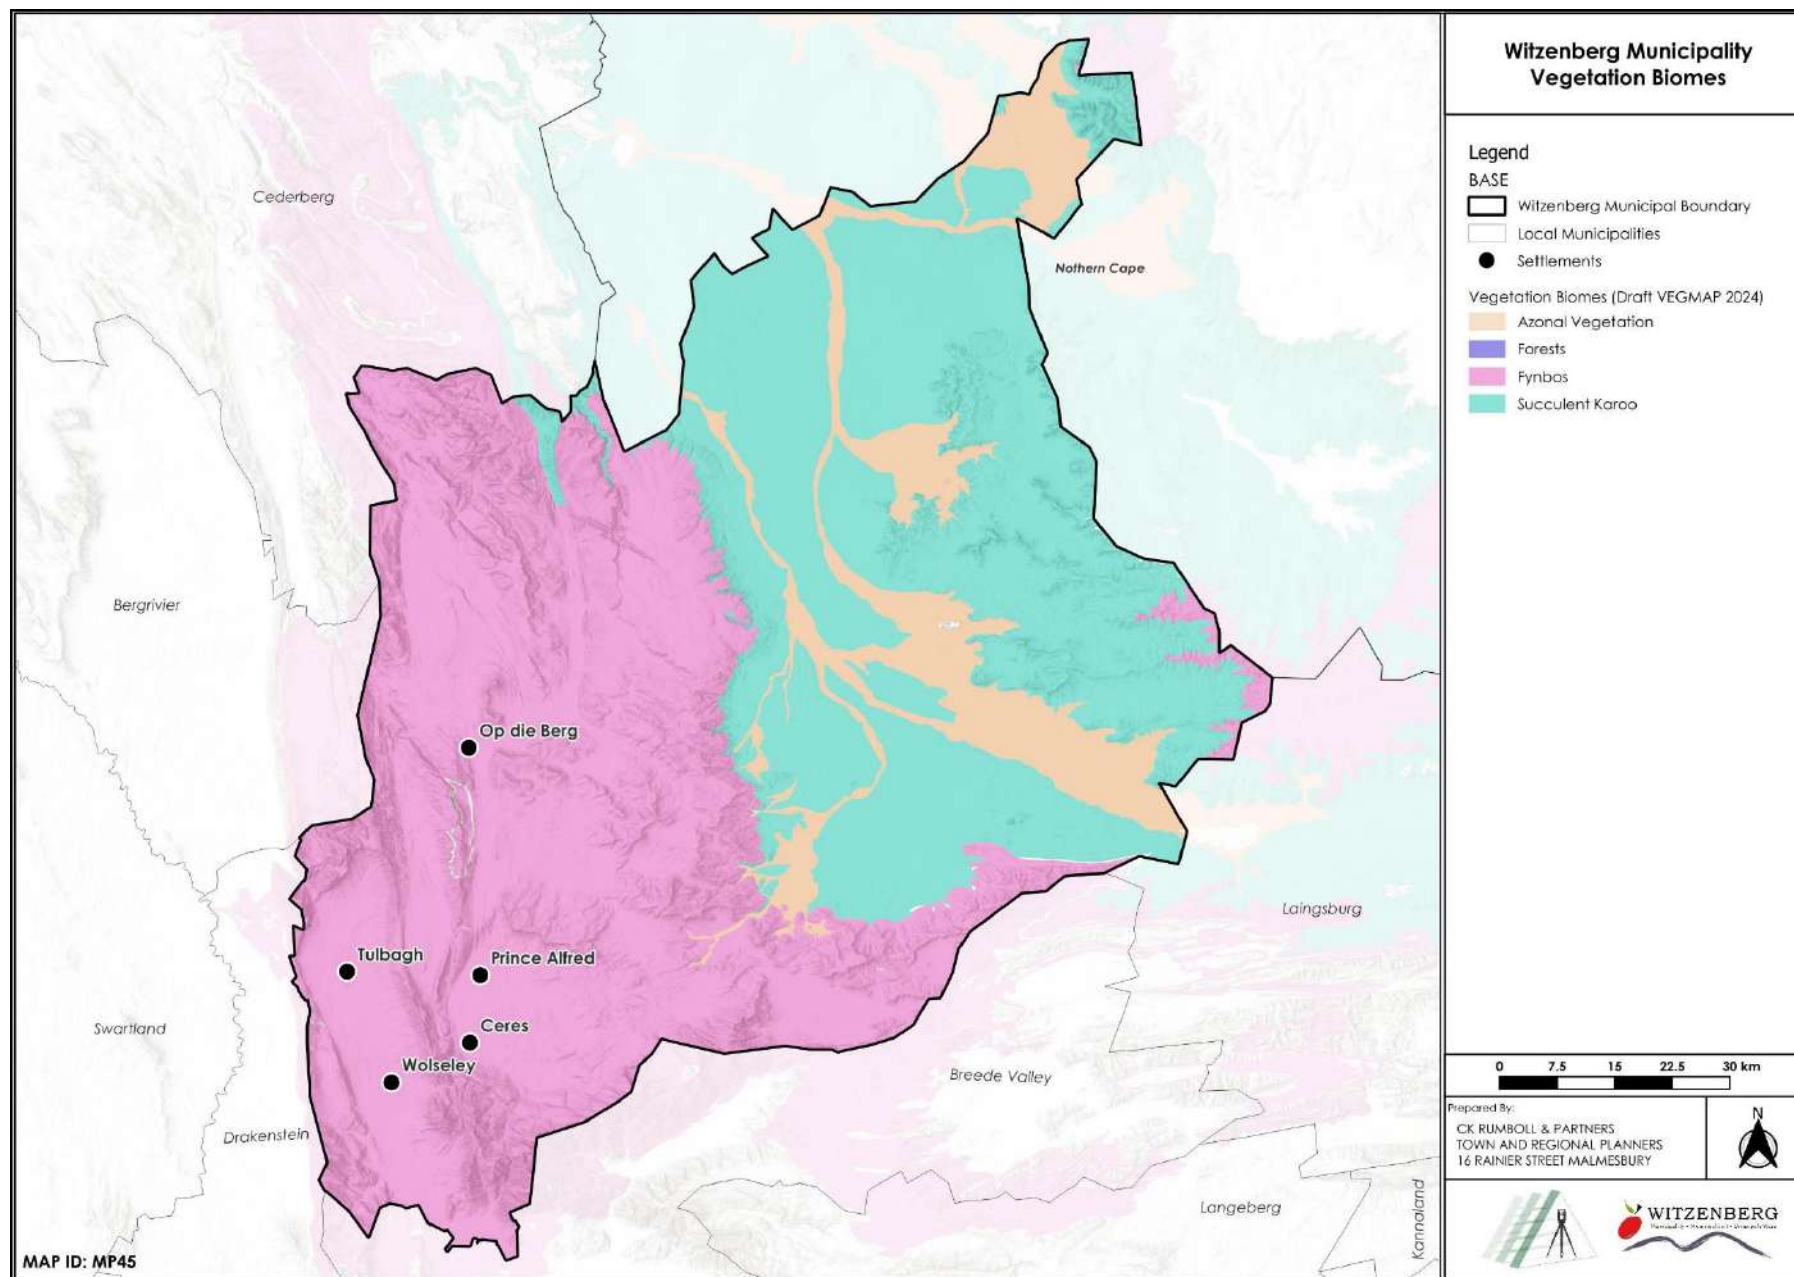 Witzenberg Municipality
Vegetation Biomes
Legend
BASE
Witzenberg Municipal Boundary
Local Municipalities
Settlements
Vegetation Biomes (Draft VEGMAP 2024)
Azonal Vegetation
Forests
Fynbos
Succulent Karoo
Cederberg
Nothern Cape
Bergrivier
Op die Berg
Laingsburg
Tulbagh
Prince Alfred
Swartland
Ceres
Wolseley
Breede Valley
Drakenstein
Langeberg
Kannaland
MAP ID: MP45
0 7.5 15 22.5 30 km
Prepared By:
CK RUMBOLL & PARTNERS
TOWN AND REGIONAL PLANNERS
16 RAINIER STREET MALMESBURY
N
WITZENBERG